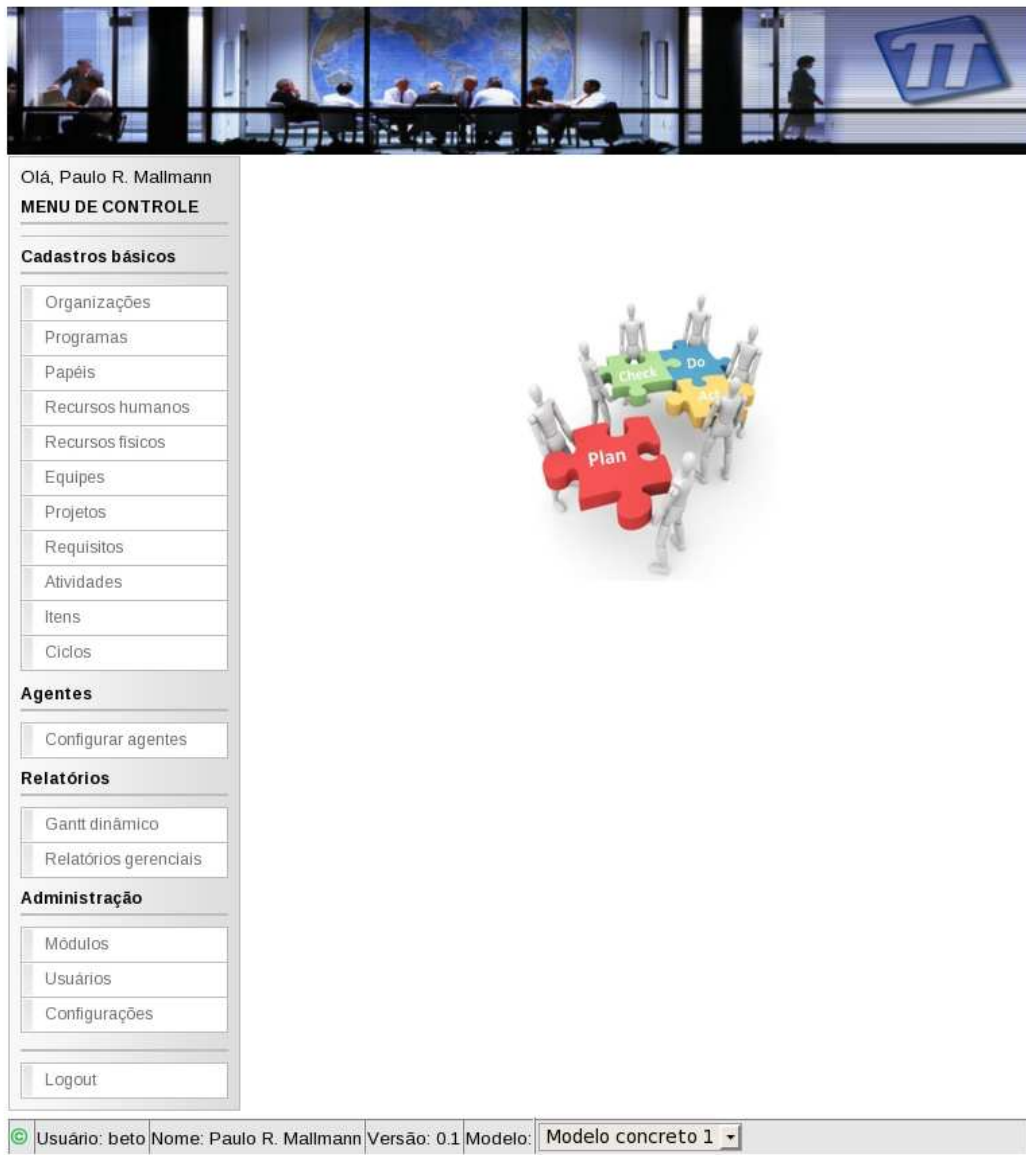 Olá, Paulo R. Mallmann
MENU DE CONTROLE
Cadastros básicos
Organizações
Programas
Papéis
Recursos humanos
Recursos físicos
Equipes
Projetos
Requisitos
Atividades
Itens
Ciclos
Agentes
Configurar agentes
Relatórios
Gantt dinâmico
Relatórios gerenciais
Administração
Módulos
Usuários
Configurações
Logout
Check
Do
Act
Plan
© Usuário: beto Nome: Paulo R. Mallmann Versão: 0.1 Modelo: Modelo concreto 1